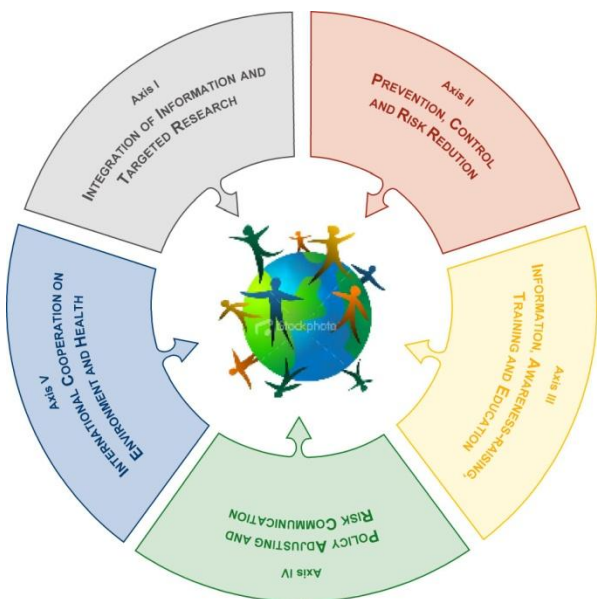 Axis I
INTEGRATION OF INFORMATION AND
TARGETED RESEARCH
Axis II
PREVENTION, CONTROL
AND RISK REDUTION
Axis III
INFORMATION, AWARENESS-RAISING,
TRAINING AND EDUCATION
Axis IV
POLICY ADJUSTING AND
RISK COMMUNICATION
Axis V
INTERNATIONAL COOPERATION ON
ENVIRONMENT AND HEALTH
iStockphoto